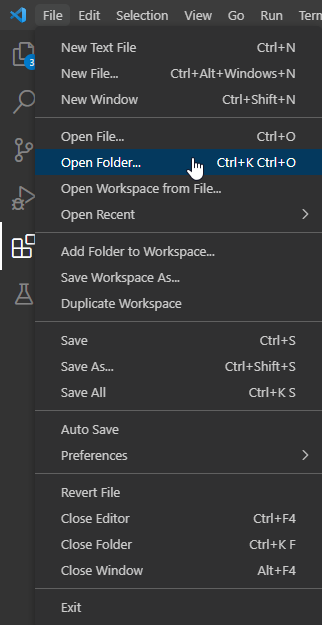 File Edit Selection View Go Run Term
3
New Text File Ctrl+N
New File... Ctrl+Alt+Windows+N
New Window Ctrl+Shift+N
Open File... Ctrl+O
Open Folder... Ctrl+K Ctrl+O
Open Workspace from File...
Open Recent
Add Folder to Workspace...
Save Workspace As...
Duplicate Workspace
Save Ctrl+S
Save As... Ctrl+Shift+S
Save All Ctrl+K S
Auto Save
Preferences
Revert File
Close Editor Ctrl+F4
Close Folder Ctrl+K F
Close Window Alt+F4
Exit